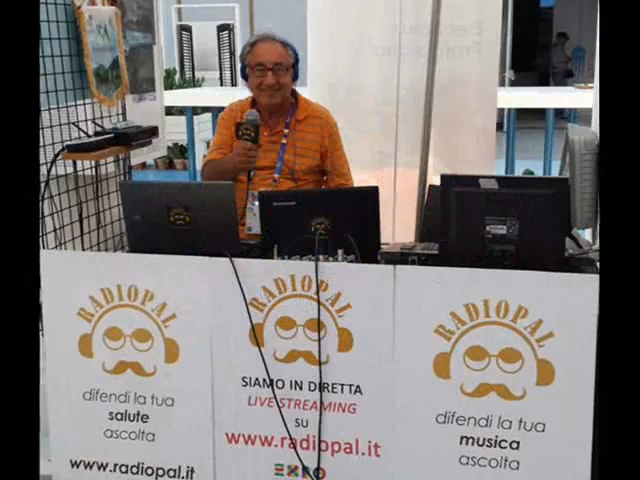 RADIOPAL
difendi la tua
salute
ascolta
www.radiopal.it
RADIOPAL
SIAMO IN DIRETTA
LIVE STREAMING
SU
www.radiopal.it
EXPO
RADIOPAL
difendi la tua
musica
ascolta